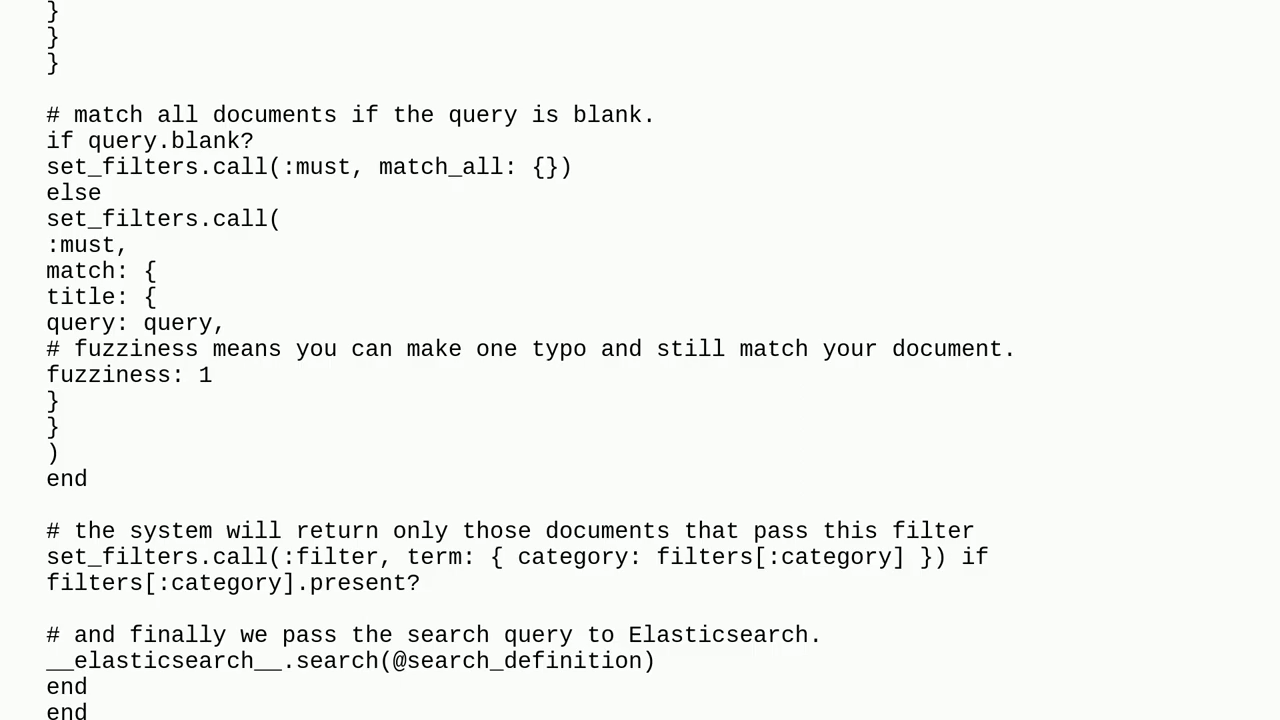 }
}
}
# match all documents if the query is blank.
if query.blank?
set_filters.call(:must, match_all: {})
else
set_filters.call(
:must,
match: {
title: {
query: query,
# fuzziness means you can make one typo and still match your document.
fuzziness: 1
}
}
)
end
# the system will return only those documents that pass this filter
set_filters.call(:filter, term: { category: filters[:category] }) if
filters[:category].present?
# and finally we pass the search query to Elasticsearch.
__elasticsearch__.search(@search_definition)
end
end